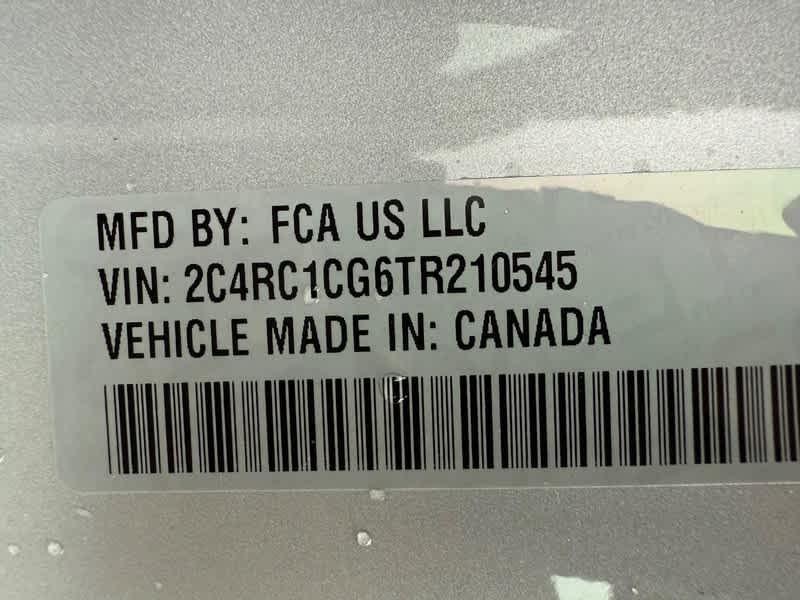 MFD BY: FCA US LLC
VIN: 2C4RC1CG6TR210545
VEHICLE MADE IN: CANADA